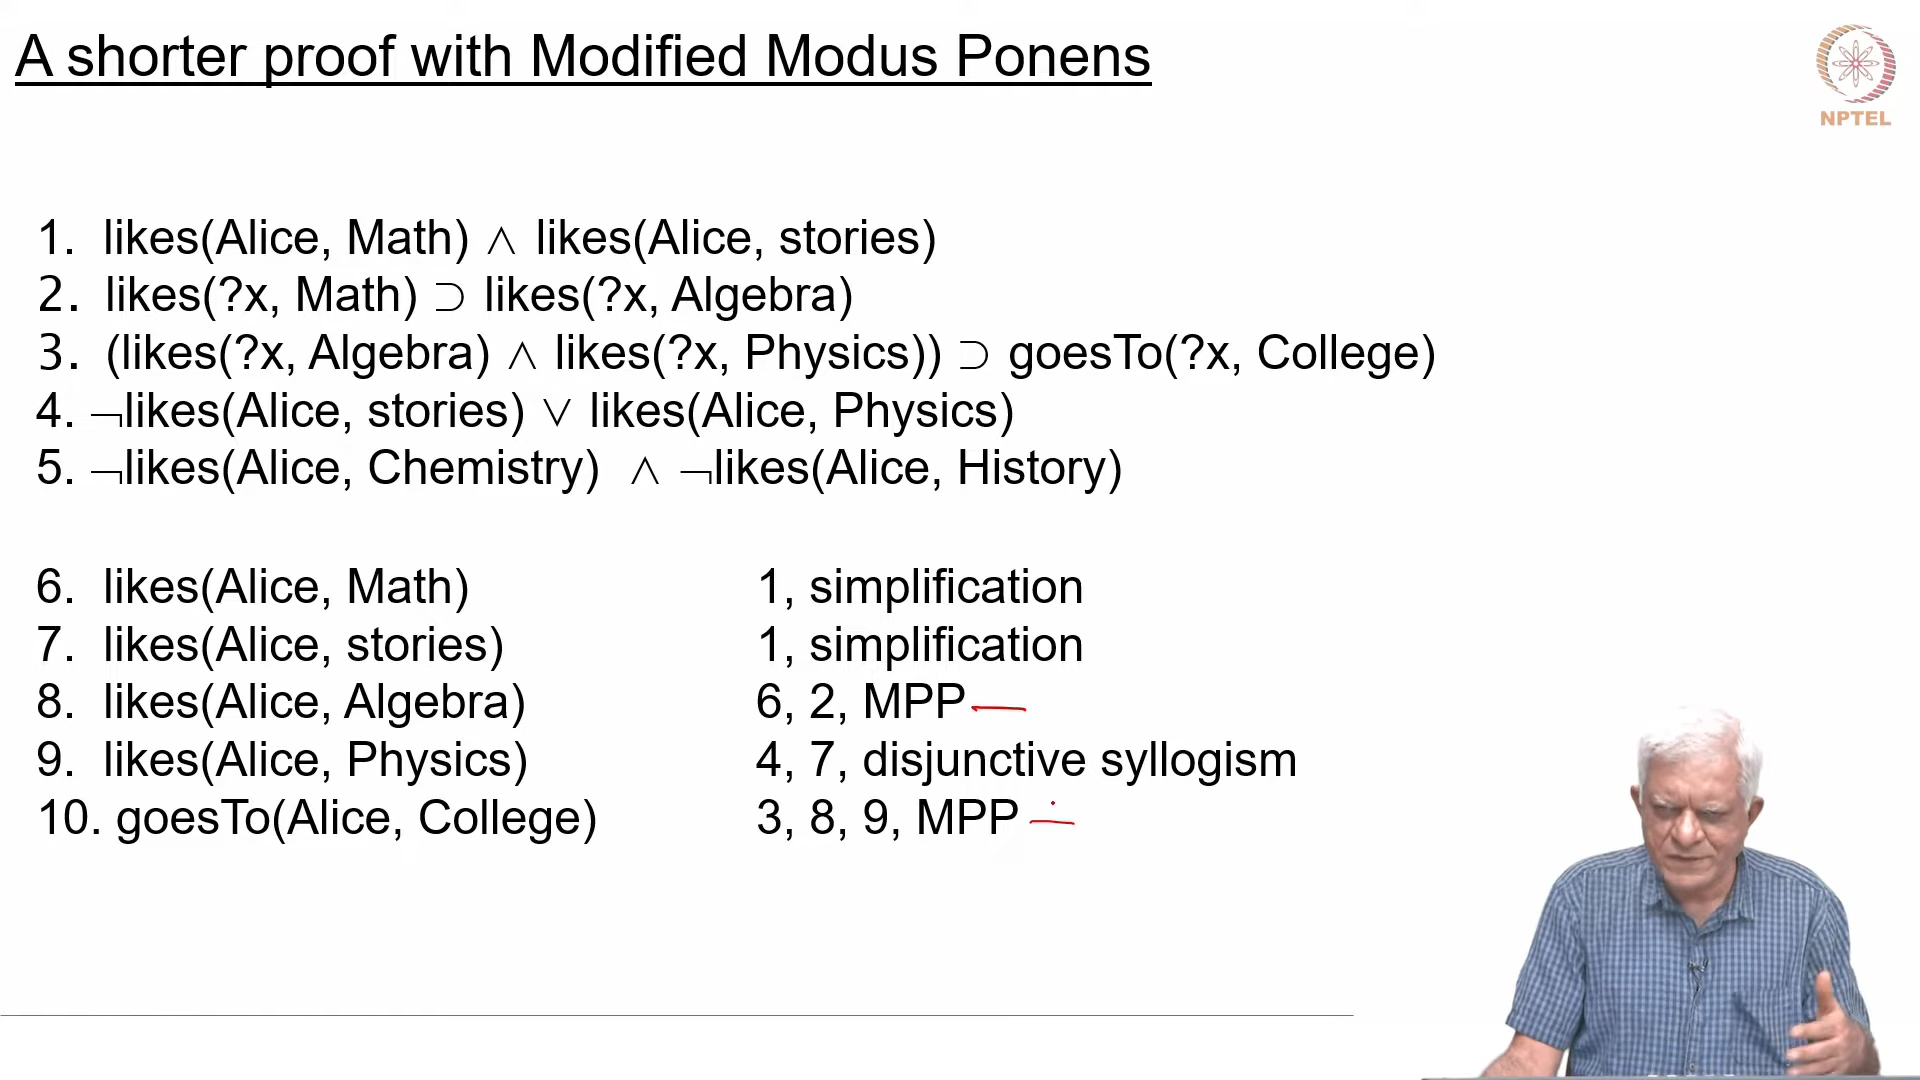 A shorter proof with Modified Modus Ponens
NPTEL
1. likes(Alice, Math) ∧ likes(Alice, stories)
2. likes(?x, Math) ⊃ likes(?x, Algebra)
3. (likes(?x, Algebra) ∧ likes(?x, Physics)) ⊃ goesTo(?x, College)
4. ¬likes(Alice, stories) ∨ likes(Alice, Physics)
5. ¬likes(Alice, Chemistry) ∧ ¬likes(Alice, History)
6. likes(Alice, Math) 1, simplification
7. likes(Alice, stories) 1, simplification
8. likes(Alice, Algebra) 6, 2, MPP
9. likes(Alice, Physics) 4, 7, disjunctive syllogism
10. goesTo(Alice, College) 3, 8, 9, MPP